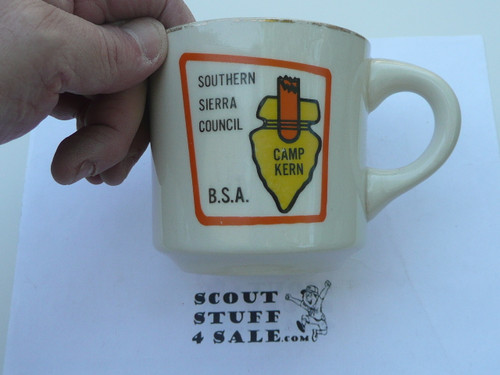 SOUTHERN
SIERRA
COUNCIL
CAMP
KERN
B.S.A.
SCOUT
STUFF
4 SALE.COM